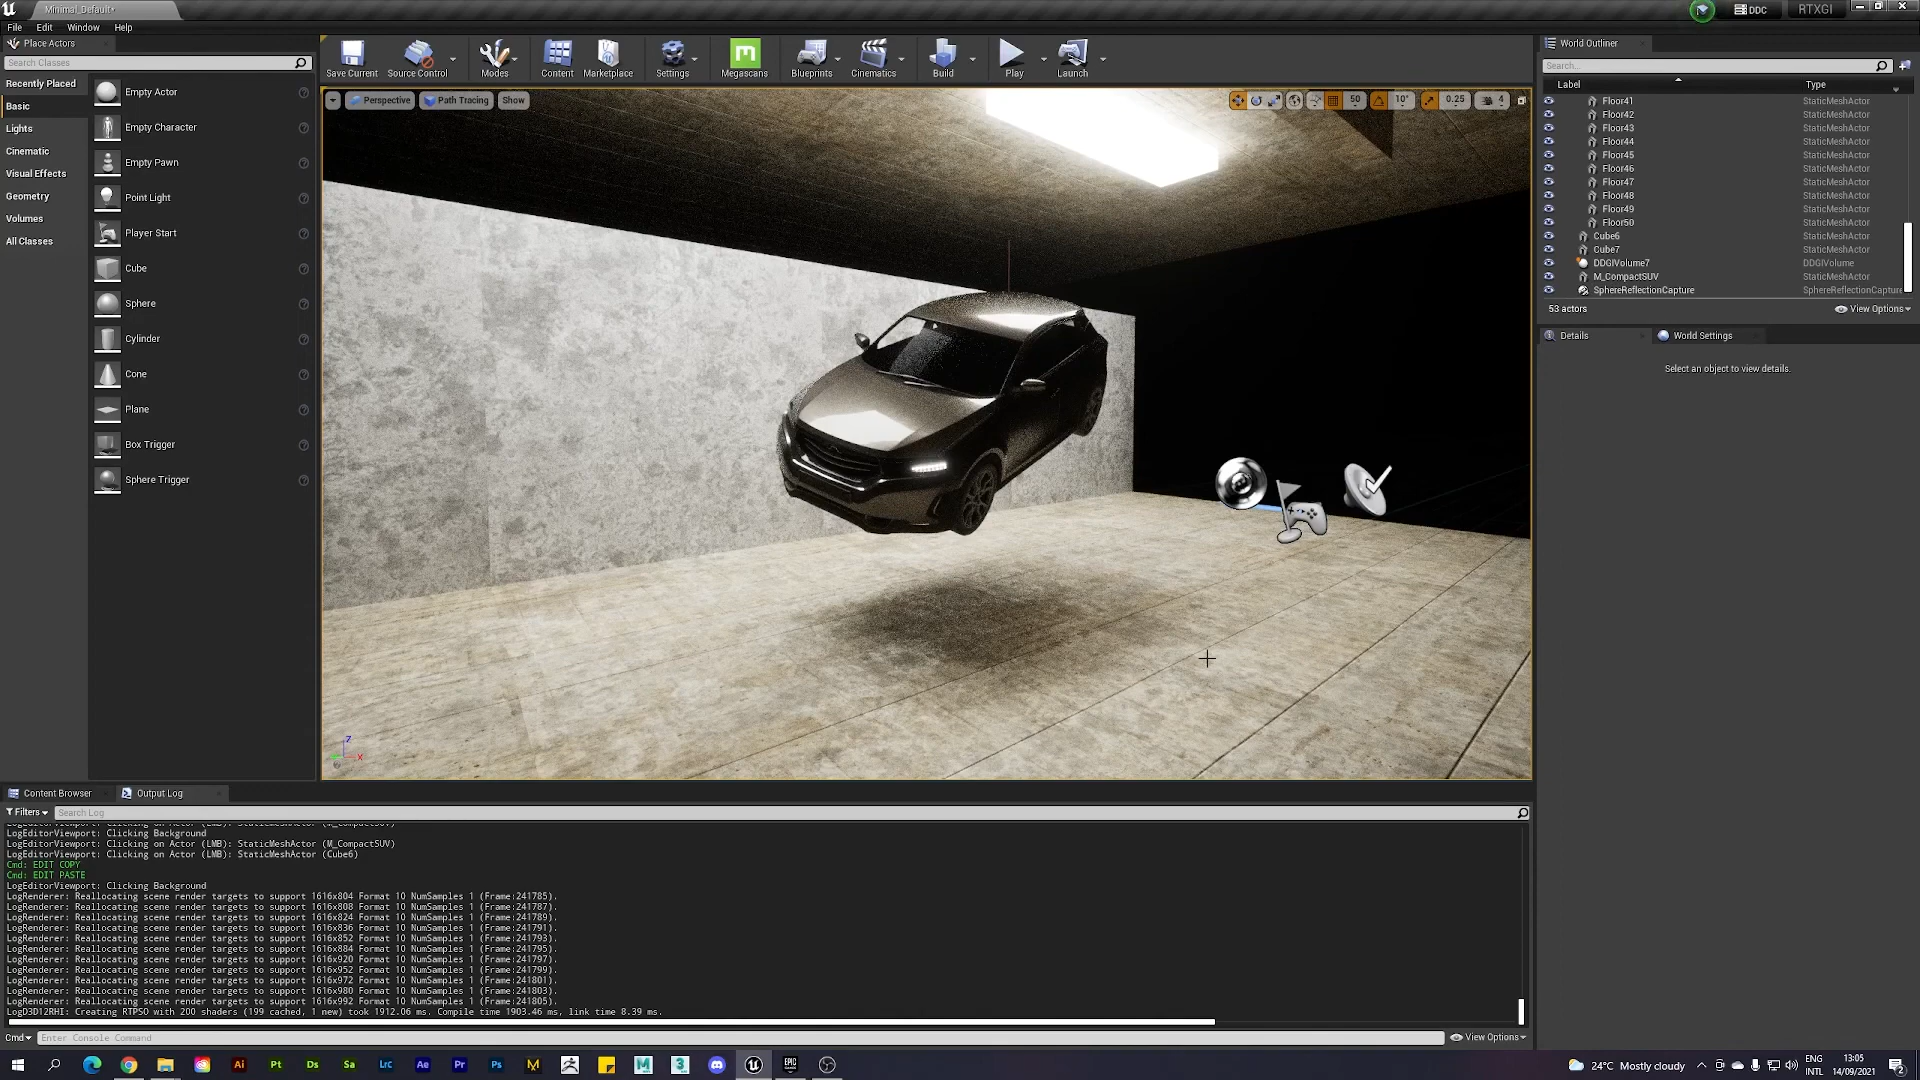 Minimal_Default*
DDC
RTXGI
File
Edit
Window
Help
Place Actors
Search Classes
Recently Placed
Basic
Lights
Cinematic
Visual Effects
Geometry
Volumes
All Classes
Empty Actor
Empty Character
Empty Pawn
Point Light
Player Start
Cube
Sphere
Cylinder
Cone
Plane
Box Trigger
Sphere Trigger
Save Current
Source Control
Modes
Content
Marketplace
Settings
Megascans
Blueprints
Cinematics
Build
Play
Launch
Perspective
Path Tracing
Show
50
10°
0.25
4
Z
X
World Outliner
Search...
Label
Type
Floor41 StaticMeshActor
Floor42 StaticMeshActor
Floor43 StaticMeshActor
Floor44 StaticMeshActor
Floor45 StaticMeshActor
Floor46 StaticMeshActor
Floor47 StaticMeshActor
Floor48 StaticMeshActor
Floor49 StaticMeshActor
Floor50 StaticMeshActor
Cube6 StaticMeshActor
Cube7 StaticMeshActor
DDGIVolume7 DDGIVolume
M_CompactSUV StaticMeshActor
SphereReflectionCapture SphereReflectionCapture
53 actors
View Options
Details
World Settings
Select an object to view details.
Content Browser
Output Log
Filters
Search Log
LogEditorViewport: Clicking on Actor (LMB): StaticMeshActor (M_CompactSUV)
LogEditorViewport: Clicking Background
LogEditorViewport: Clicking on Actor (LMB): StaticMeshActor (M_CompactSUV)
LogEditorViewport: Clicking on Actor (LMB): StaticMeshActor (Cube6)
Cmd: EDIT COPY
Cmd: EDIT PASTE
LogEditorViewport: Clicking Background
LogRenderer: Reallocating scene render targets to support 1616x804 Format 10 NumSamples 1 (Frame:241785).
LogRenderer: Reallocating scene render targets to support 1616x808 Format 10 NumSamples 1 (Frame:241787).
LogRenderer: Reallocating scene render targets to support 1616x824 Format 10 NumSamples 1 (Frame:241789).
LogRenderer: Reallocating scene render targets to support 1616x836 Format 10 NumSamples 1 (Frame:241791).
LogRenderer: Reallocating scene render targets to support 1616x852 Format 10 NumSamples 1 (Frame:241793).
LogRenderer: Reallocating scene render targets to support 1616x884 Format 10 NumSamples 1 (Frame:241795).
LogRenderer: Reallocating scene render targets to support 1616x920 Format 10 NumSamples 1 (Frame:241797).
LogRenderer: Reallocating scene render targets to support 1616x952 Format 10 NumSamples 1 (Frame:241799).
LogRenderer: Reallocating scene render targets to support 1616x972 Format 10 NumSamples 1 (Frame:241801).
LogRenderer: Reallocating scene render targets to support 1616x980 Format 10 NumSamples 1 (Frame:241803).
LogRenderer: Reallocating scene render targets to support 1616x992 Format 10 NumSamples 1 (Frame:241805).
LogD3D12RHI: Creating RTPSO with 200 shaders (199 cached, 1 new) took 1912.06 ms. Compile time 1903.46 ms, link time 8.39 ms.
Cmd
Enter Console Command
View Options
Ai
Pt
Ds
Sa
Lrc
Ae
Pr
Ps
24°C Mostly cloudy
ENG
INTL
13:05
14/09/2021
2